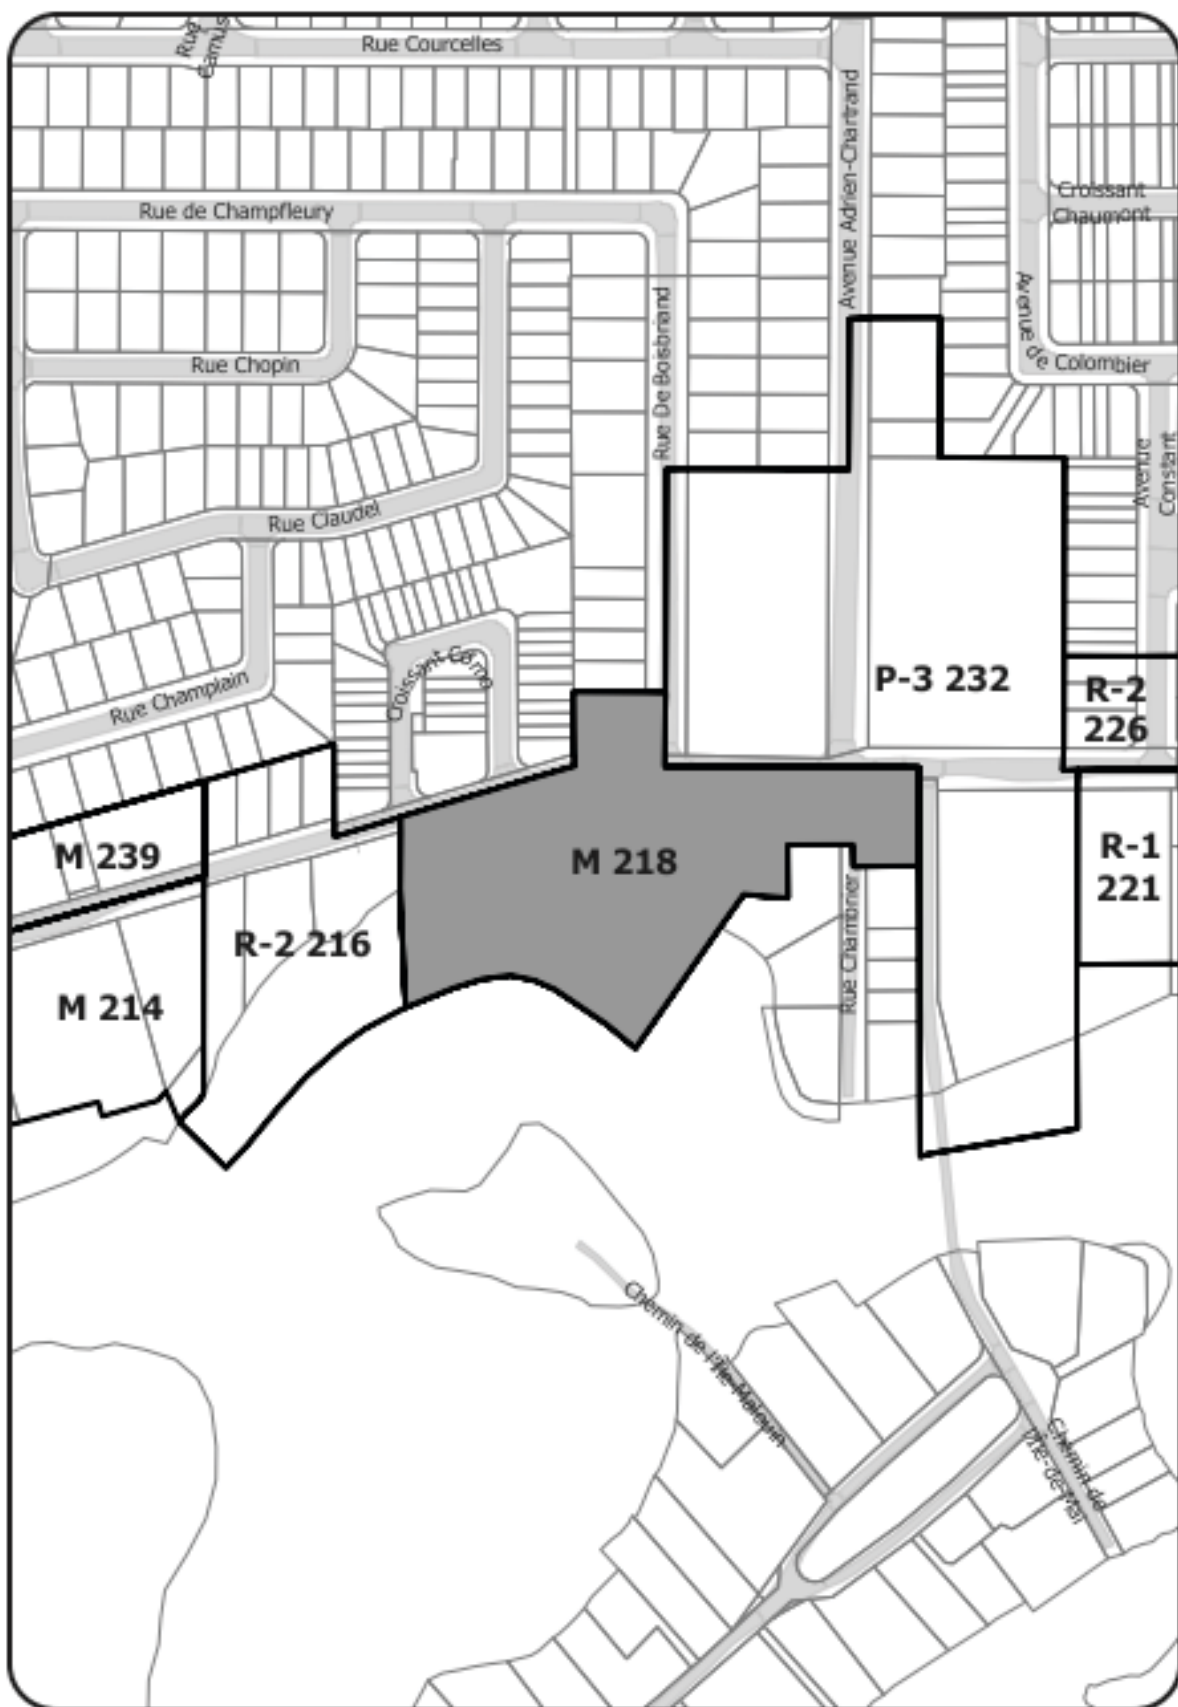 Rue
Camus
Rue Courcelles
Avenue Adrien-Chartrand
Croissant
Chaumont
Rue de Champfleury
Avenue de Colombier
Rue De Boisbriand
Rue Chopin
Avenue
Constant
Rue Claudel
Croissant Como
P-3 232
R-2
226
Rue Champlain
M 239
M 218
R-1
221
R-2 216
Rue Chambrier
M 214
Chemin de l'Île-Malouin
Chemin de
l'Île-de-Mai